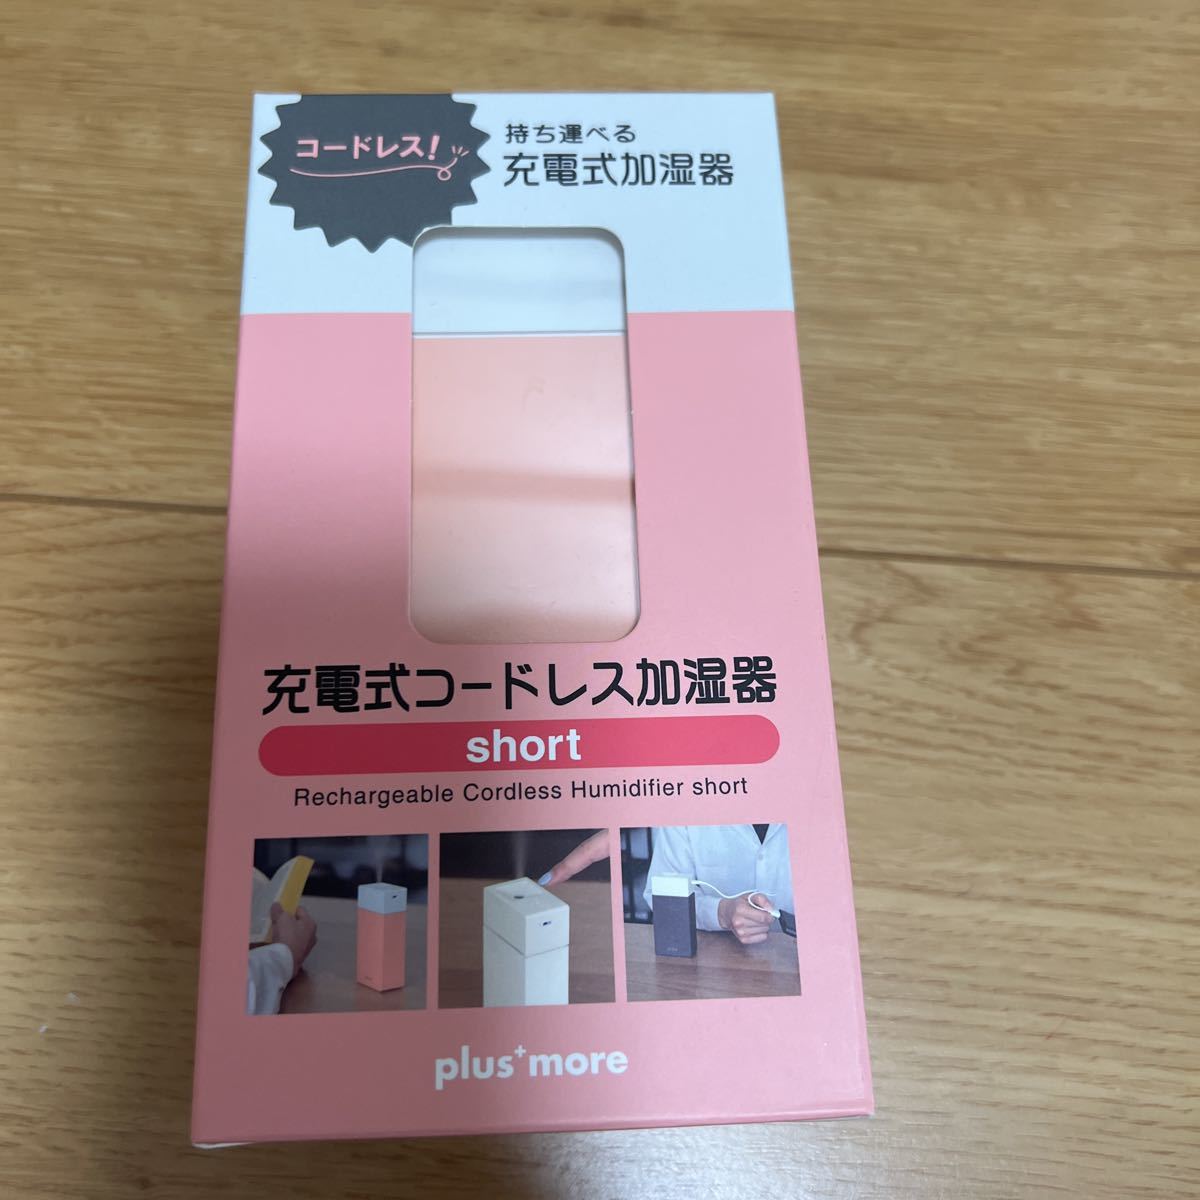 コードレス!
持ち運べる
充電式加湿器
充電式コードレス加湿器
short
Rechargeable Cordless Humidifier short
plus+more